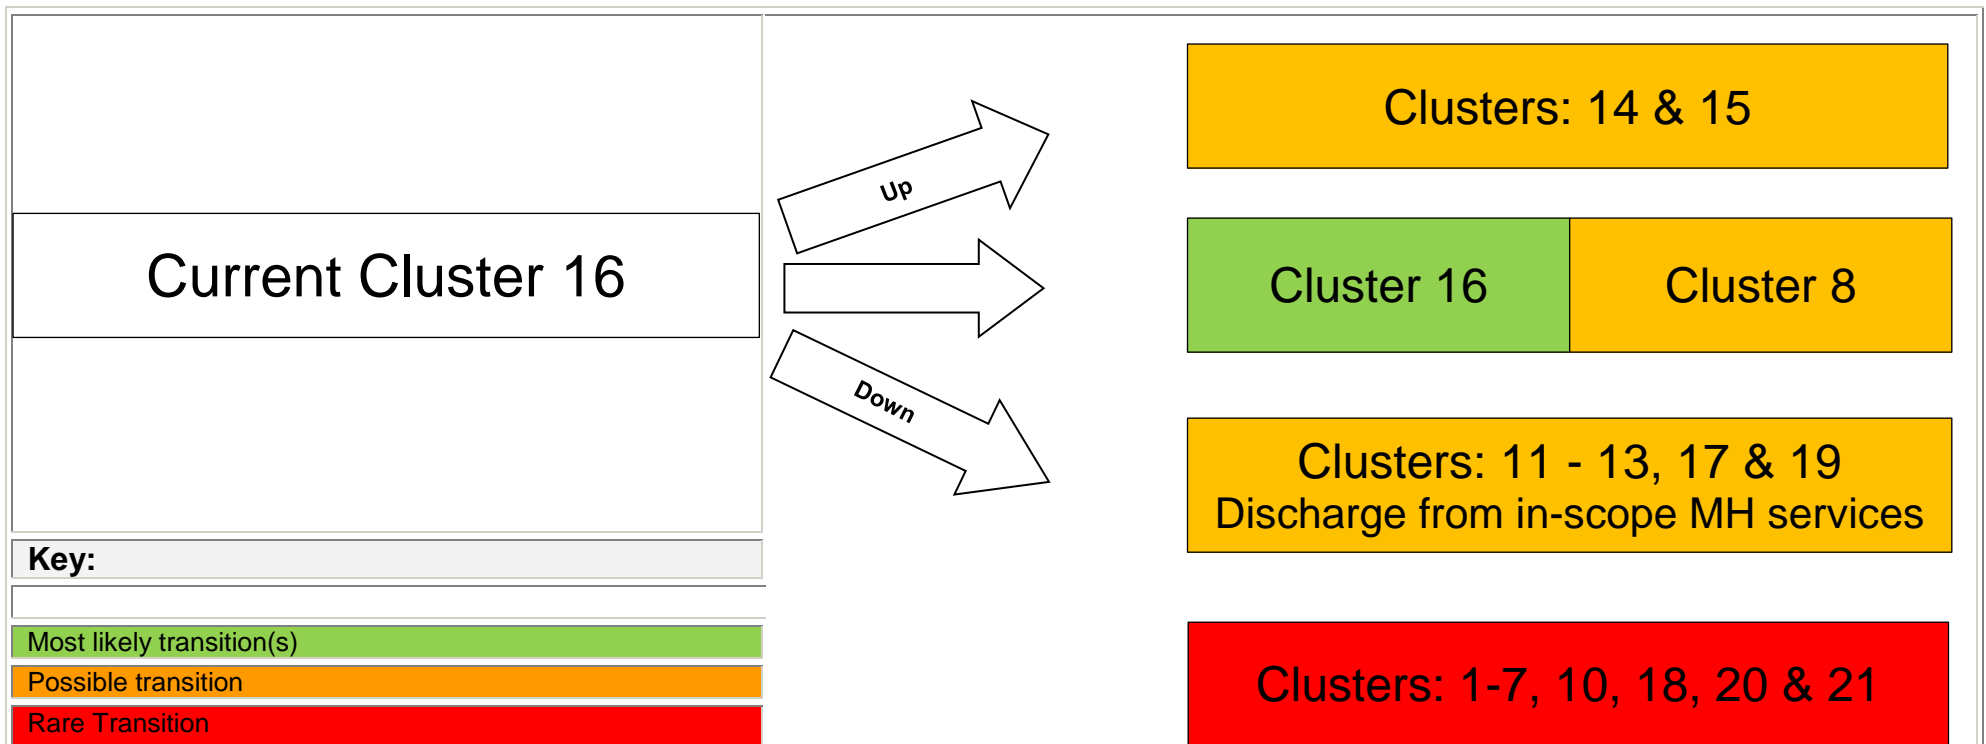 Current Cluster 16
Up
Down
Clusters: 14 & 15
Cluster 16
Cluster 8
Clusters: 11 - 13, 17 & 19
Discharge from in-scope MH services
Clusters: 1-7, 10, 18, 20 & 21
Key:
Most likely transition(s)
Possible transition
Rare Transition